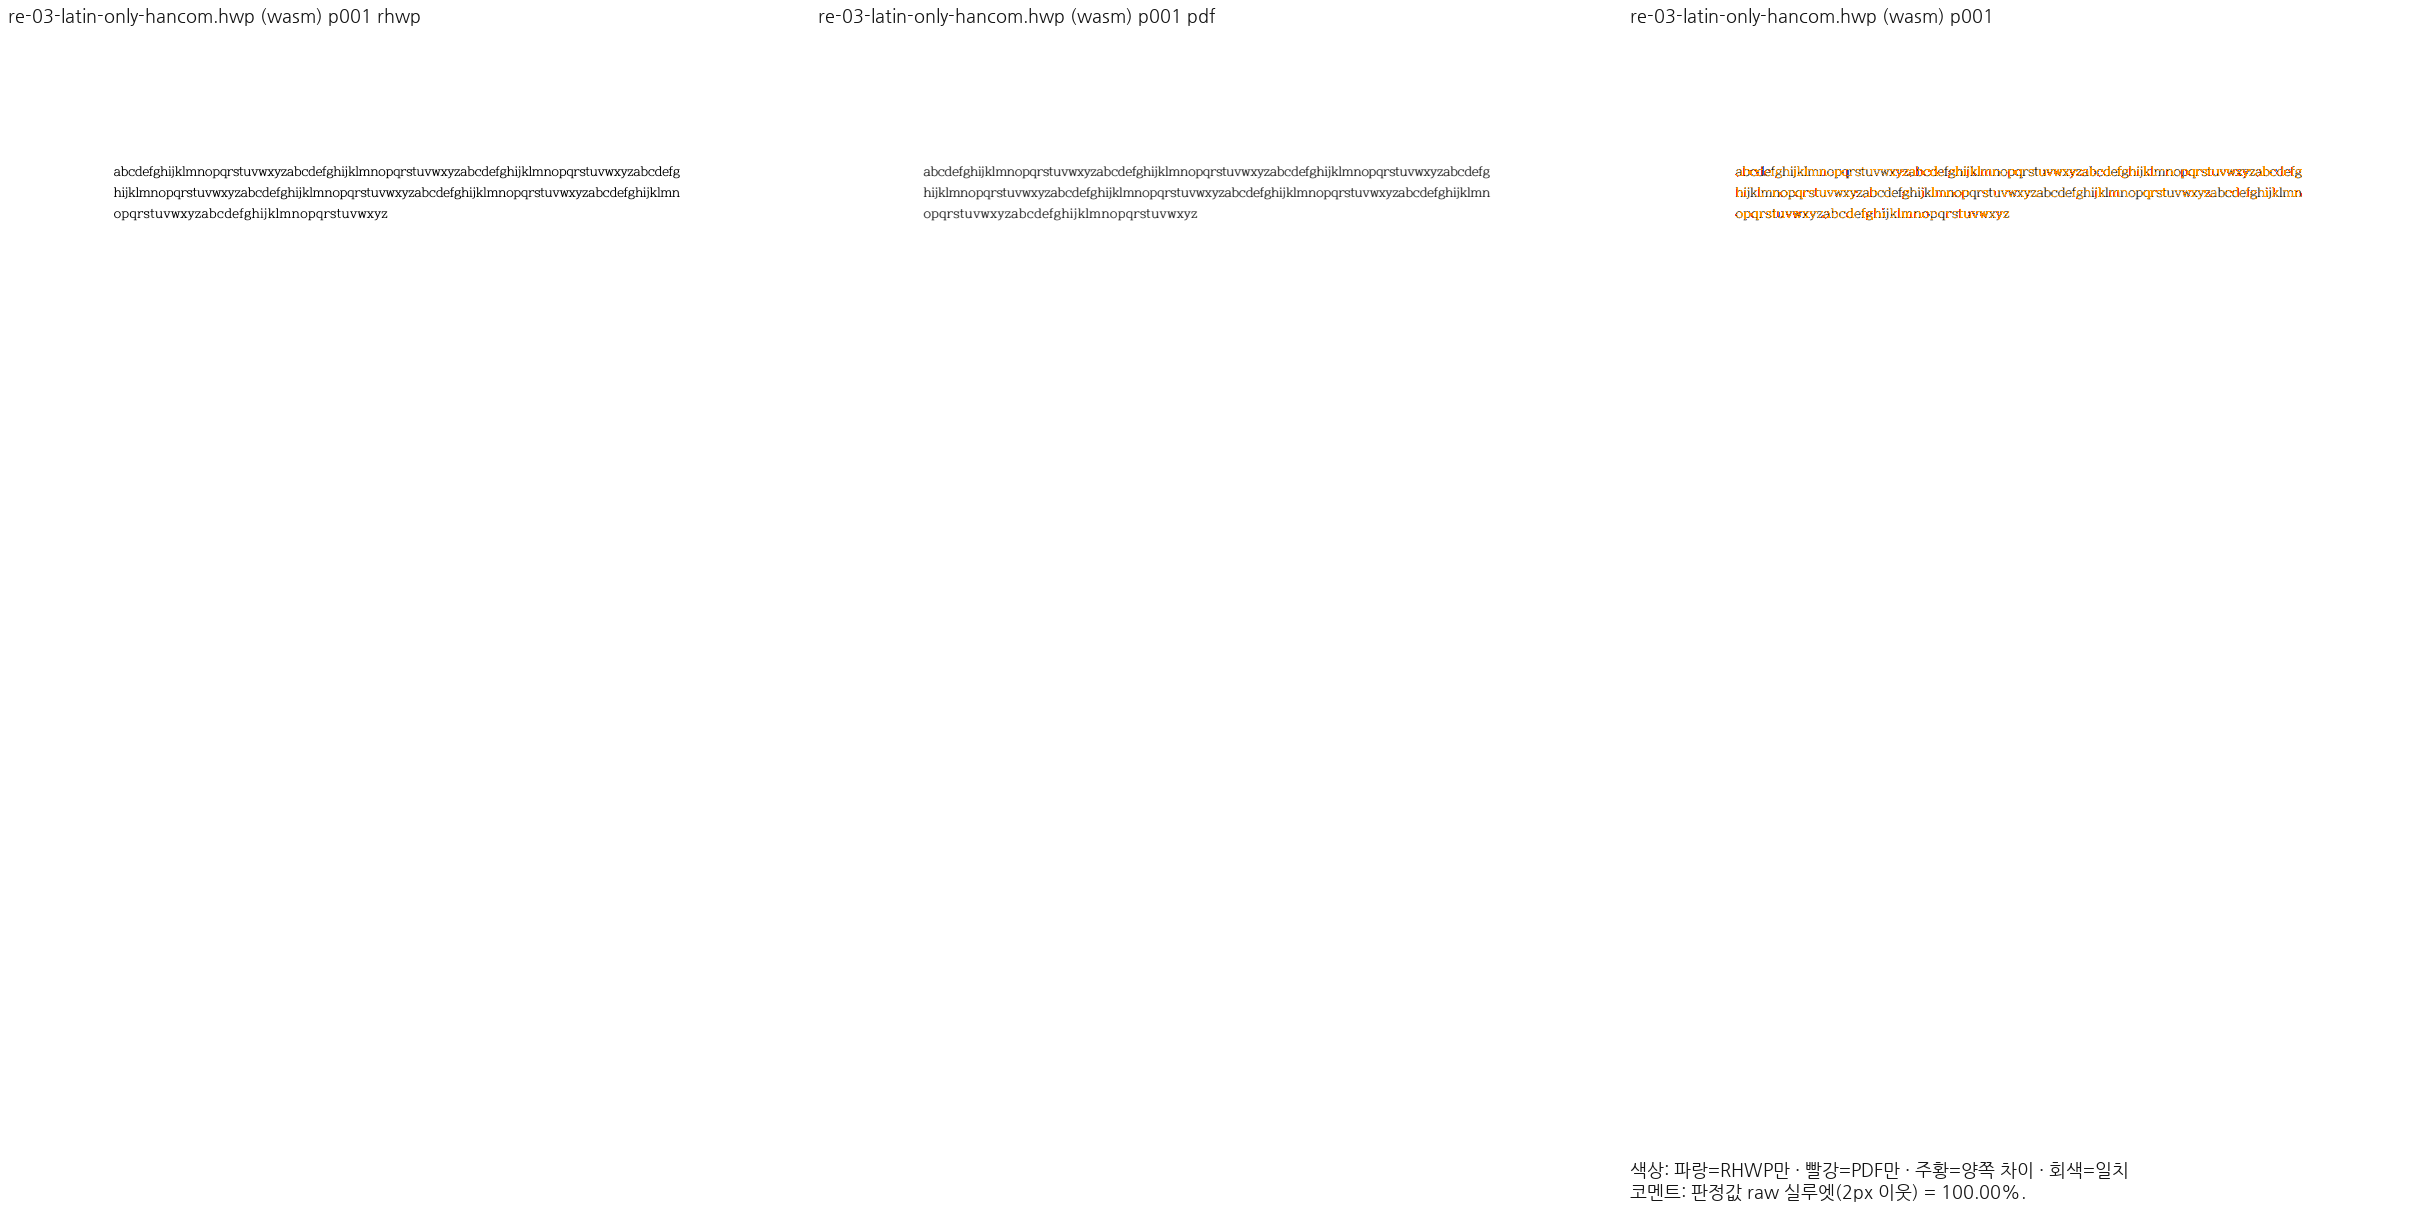 re-03-latin-only-hancom.hwp (wasm) p001 rhwp
abcdefghijklmnopqrstuvwxyzabcdefghijklmnopqrstuvwxyzabcdefghijklmnopqrstuvwxyzabcdefg
hijklmnopqrstuvwxyzabcdefghijklmnopqrstuvwxyzabcdefghijklmnopqrstuvwxyzabcdefghijklmn
opqrstuvwxyzabcdefghijklmnopqrstuvwxyz
re-03-latin-only-hancom.hwp (wasm) p001 pdf
abcdefghijklmnopqrstuvwxyzabcdefghijklmnopqrstuvwxyzabcdefghijklmnopqrstuvwxyzabcdefg
hijklmnopqrstuvwxyzabcdefghijklmnopqrstuvwxyzabcdefghijklmnopqrstuvwxyzabcdefghijklmn
opqrstuvwxyzabcdefghijklmnopqrstuvwxyz
re-03-latin-only-hancom.hwp (wasm) p001
abcdefghijklmnopqrstuvwxyzabcdefghijklmnopqrstuvwxyzabcdefghijklmnopqrstuvwxyzabcdefg
hijklmnopqrstuvwxyzabcdefghijklmnopqrstuvwxyzabcdefghijklmnopqrstuvwxyzabcdefghijklmn
opqrstuvwxyzabcdefghijklmnopqrstuvwxyz
색상: 파랑=RHWP만 · 빨강=PDF만 · 주황=양쪽 차이 · 회색=일치
코멘트: 판정값 raw 실루엣(2px 이웃) = 100.00%.